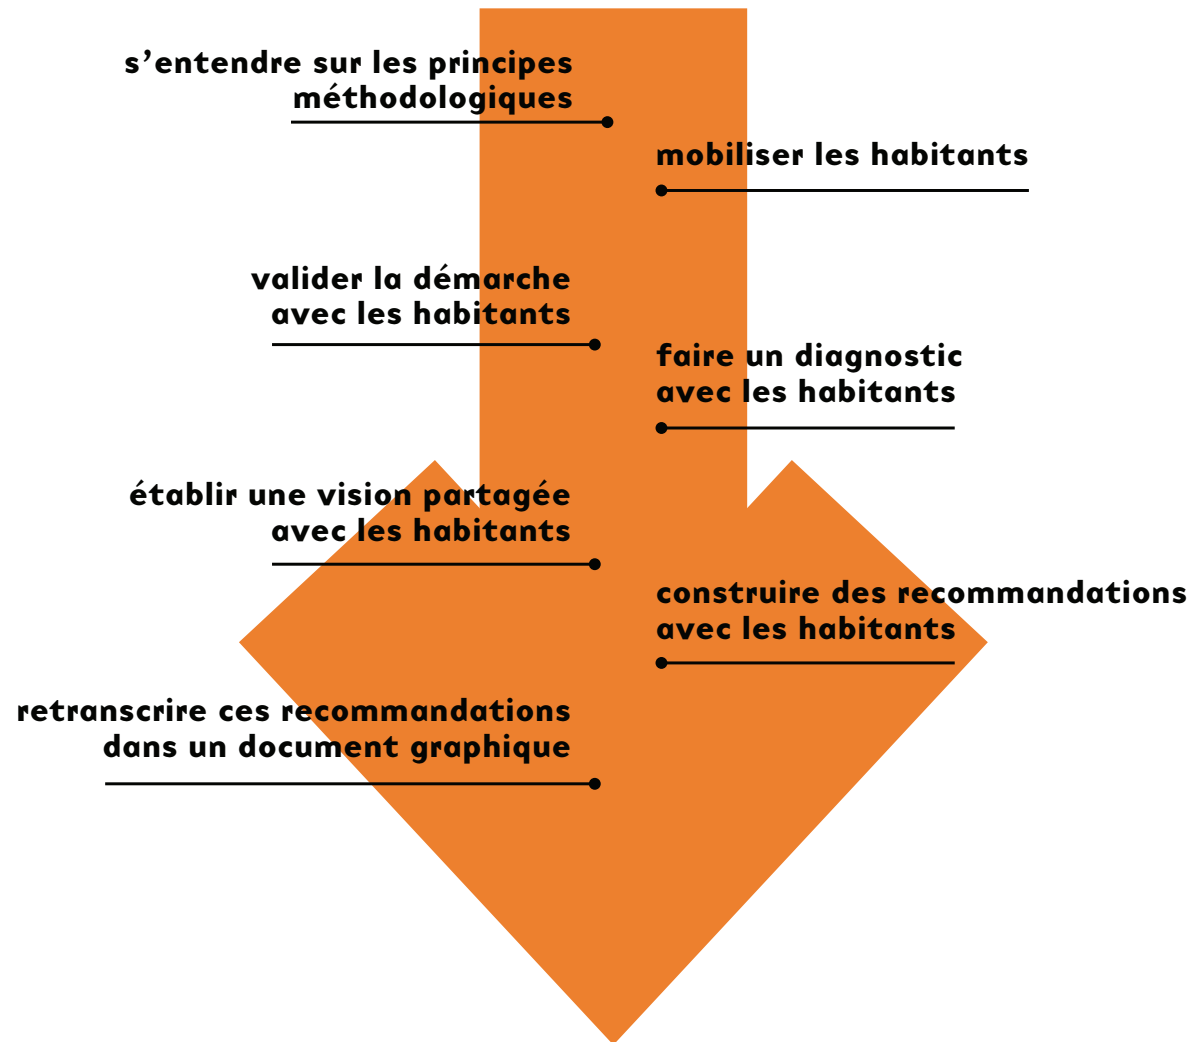 s’entendre sur les principes
méthodologiques
mobiliser les habitants
valider la démarche
avec les habitants
faire un diagnostic
avec les habitants
établir une vision partagée
avec les habitants
construire des recommandations
avec les habitants
retranscrire ces recommandations
dans un document graphique